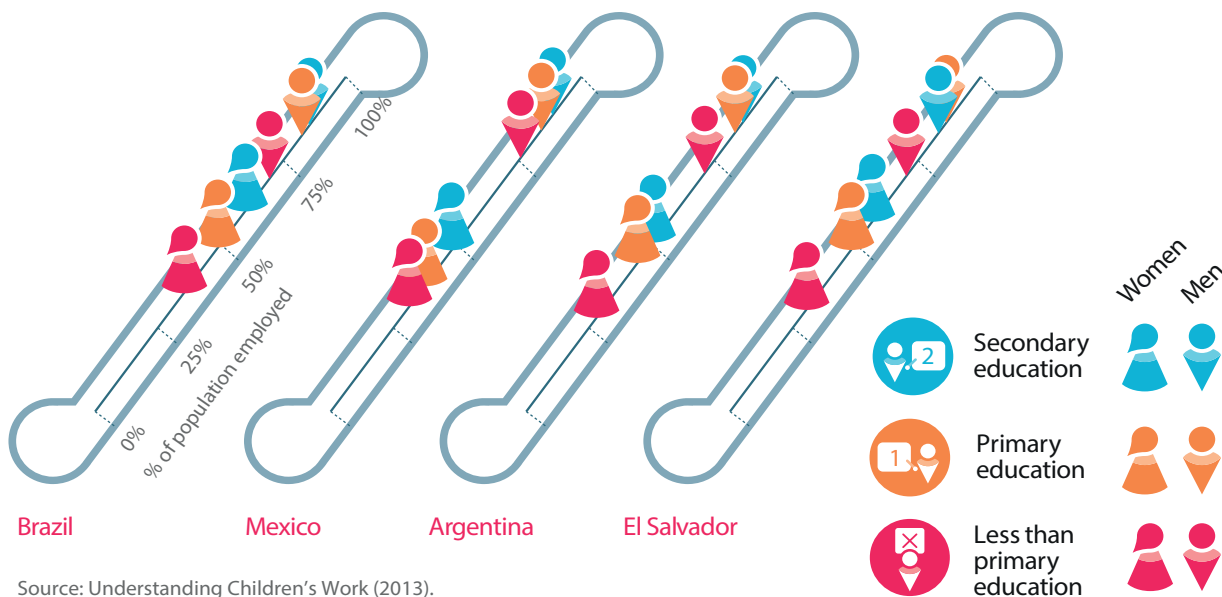 100%
75%
50%
25%
0%
% of population employed
Women
Men
2
Secondary
education
1
Primary
education
Less than
primary
education
Brazil
Mexico
Argentina
El Salvador
Source: Understanding Children's Work (2013).